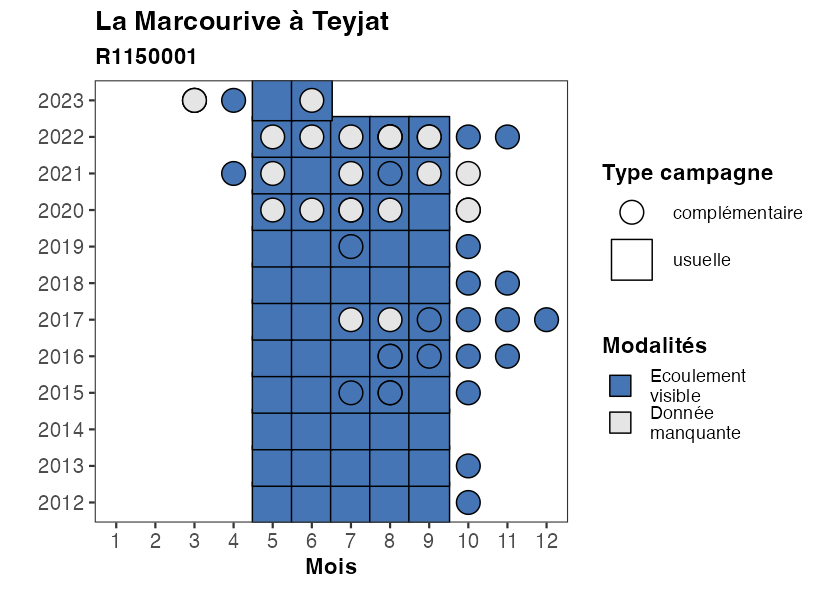 La Marcourive à Teyjat
R1150001
2023
2022
2021
2020
2019
2018
2017
2016
2015
2014
2013
2012
1 2 3 4 5 6 7 8 9 10 11 12
Mois
Type campagne
complémentaire
usuelle
Modalités
Ecoulement
visible
Donnée
manquante